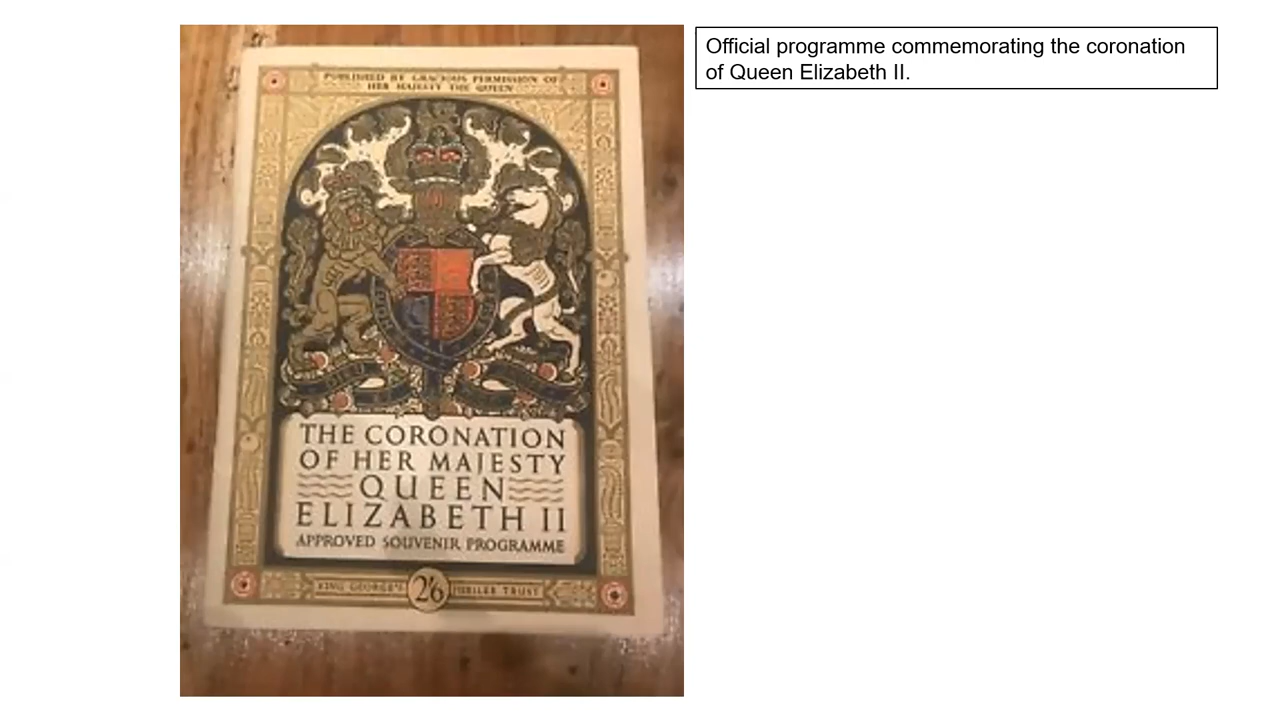 PUBLISHED BY GRACIOUS PERMISSION OF
HER MAJESTY THE QUEEN
DIEU
THE CORONATION
OF HER MAJESTY
QUEEN
ELIZABETH II
APPROVED SOUVENIR PROGRAMME
KING GEORGE'S 2/6 JUBILEE TRUST
Official programme commemorating the coronation
of Queen Elizabeth II.